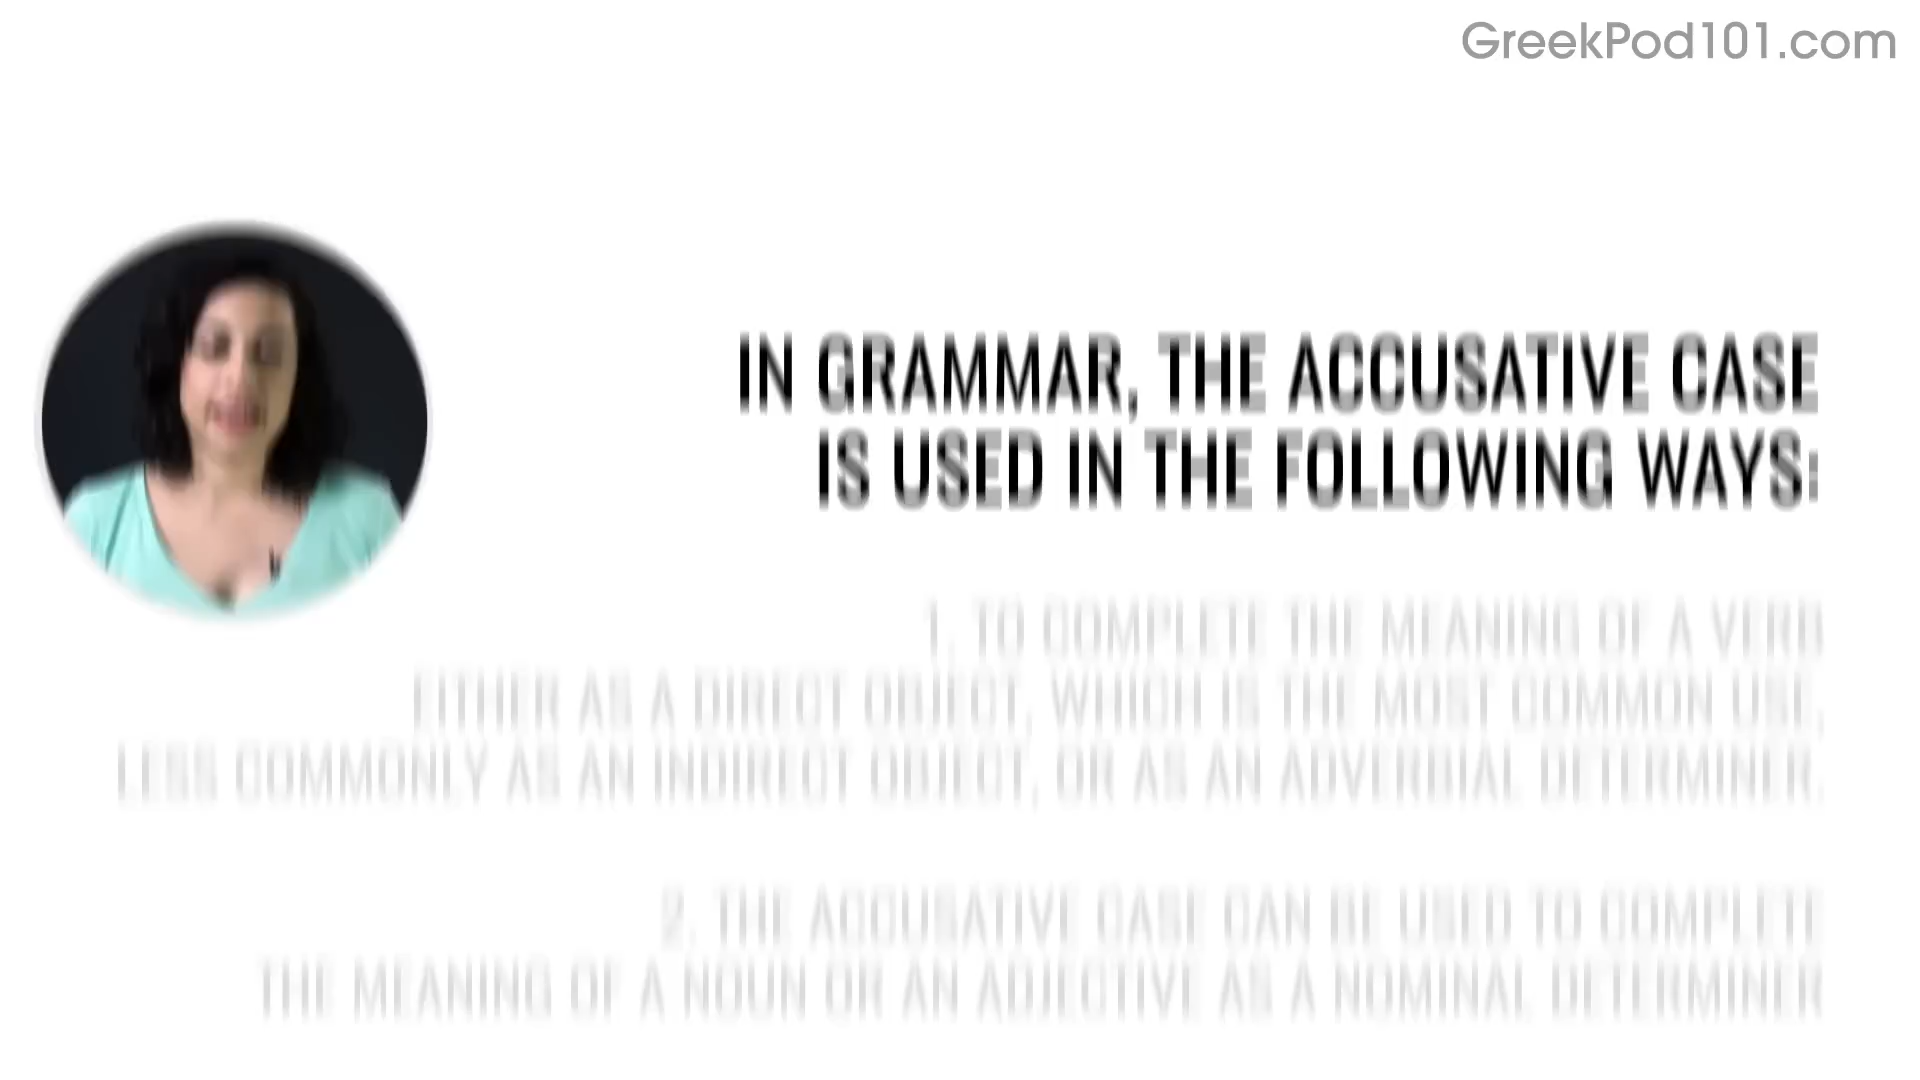 GreekPod101.com
IN GRAMMAR, THE ACCUSATIVE CASE
IS USED IN THE FOLLOWING WAYS:
1. TO COMPLETE THE MEANING OF A VERB
EITHER AS A DIRECT OBJECT, WHICH IS THE MOST COMMON USE,
LESS COMMONLY AS AN INDIRECT OBJECT, OR AS AN ADVERBIAL DETERMINER.
2. THE ACCUSATIVE CASE CAN BE USED TO COMPLETE
THE MEANING OF A NOUN OR AN ADJECTIVE AS A NOMINAL DETERMINER